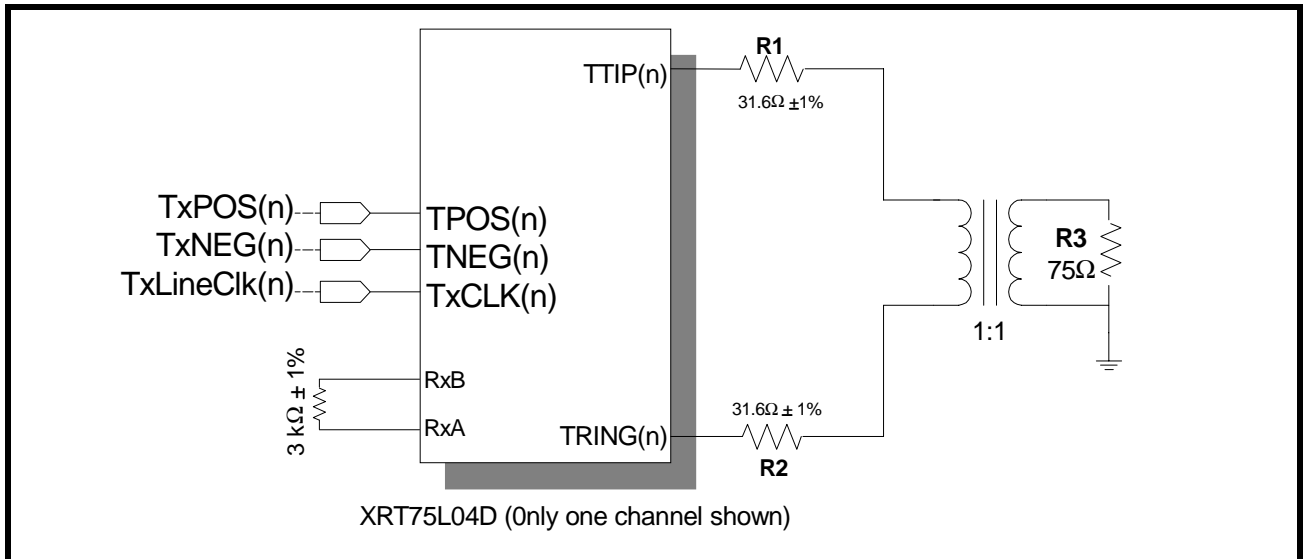 TTIP(n)
R1
31.6Ω ±1%
TxPOS(n)
TPOS(n)
TxNEG(n)
TNEG(n)
TxLineClk(n)
TxCLK(n)
R3
75Ω
1:1
3 kΩ ± 1%
RxB
RxA
31.6Ω ± 1%
TRING(n)
R2
XRT75L04D (0nly one channel shown)